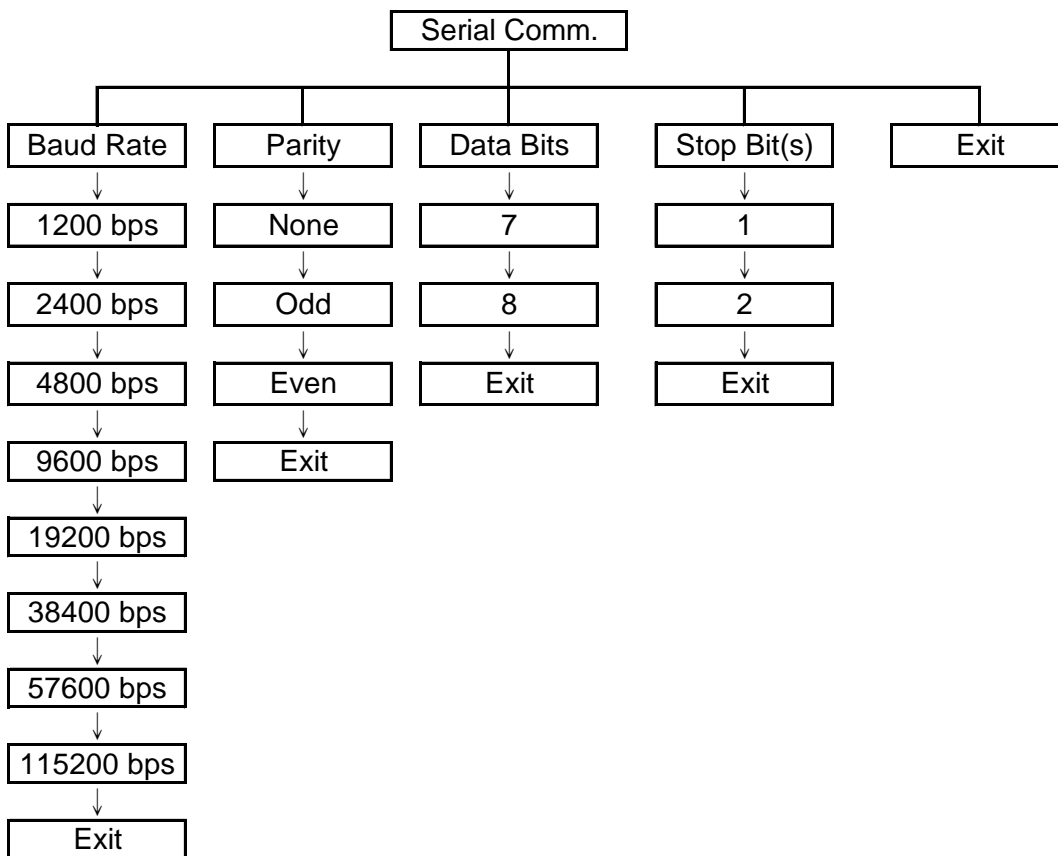 Serial Comm.
Baud Rate
Parity
Data Bits
Stop Bit(s)
Exit
1200 bps
None
7
1
2400 bps
Odd
8
2
4800 bps
Even
Exit
Exit
9600 bps
Exit
19200 bps
38400 bps
57600 bps
115200 bps
Exit